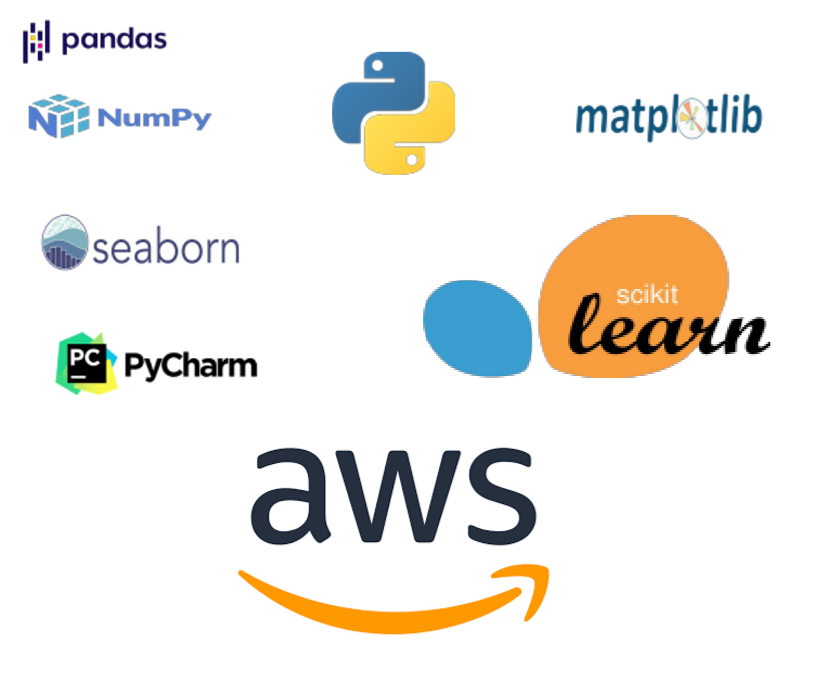 pandas
NumPy
matplotlib
seaborn
scikit
learn
PC
PyCharm
aws